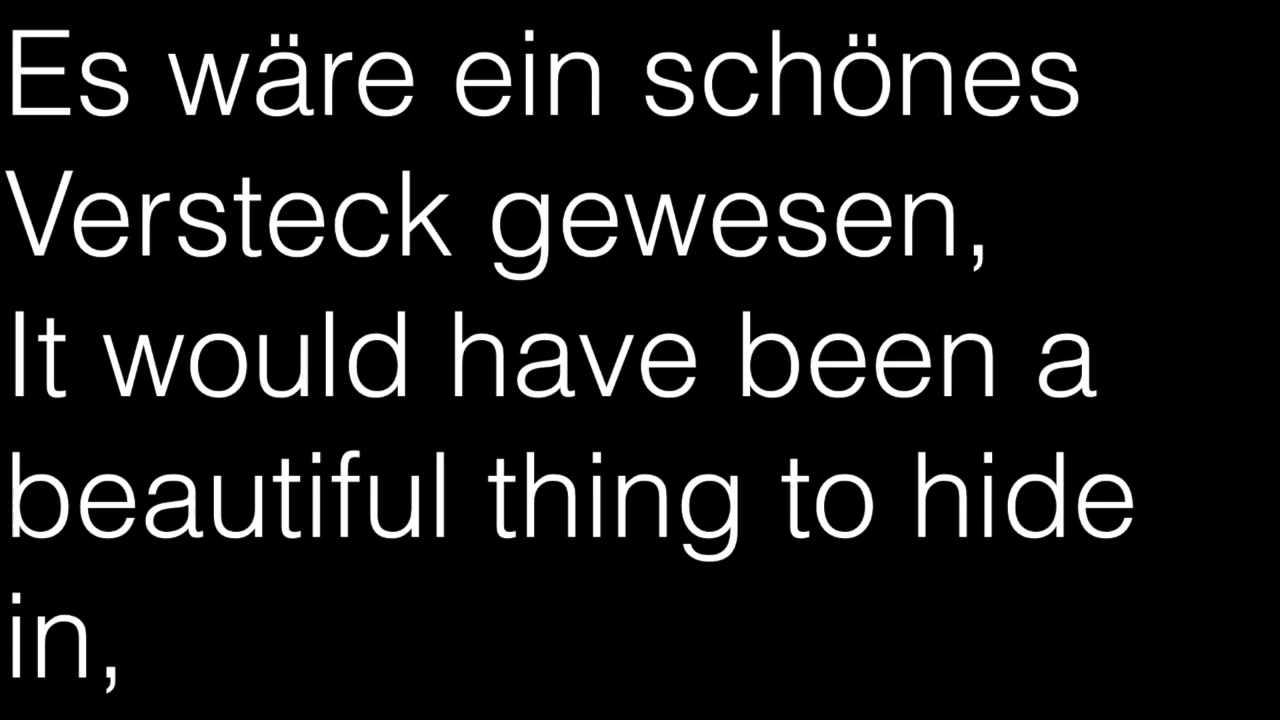 Es wäre ein schönes
Versteck gewesen,
It would have been a
beautiful thing to hide
in,